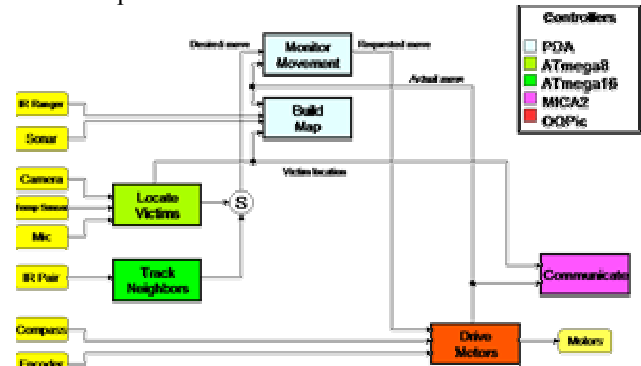 Controllers
PDA
ATmega8
ATmega16
MICA2
OOPic
Desired move
Monitor
Movement
Requested move
Actual move
IR Ranger
Build
Map
Sonar
Camera
Victim location
Locate
Victims
S
Temp Sensor
Mic
IR Pair
Track
Neighbors
Communicate
Compass
Drive
Motors
Motors
Encoder